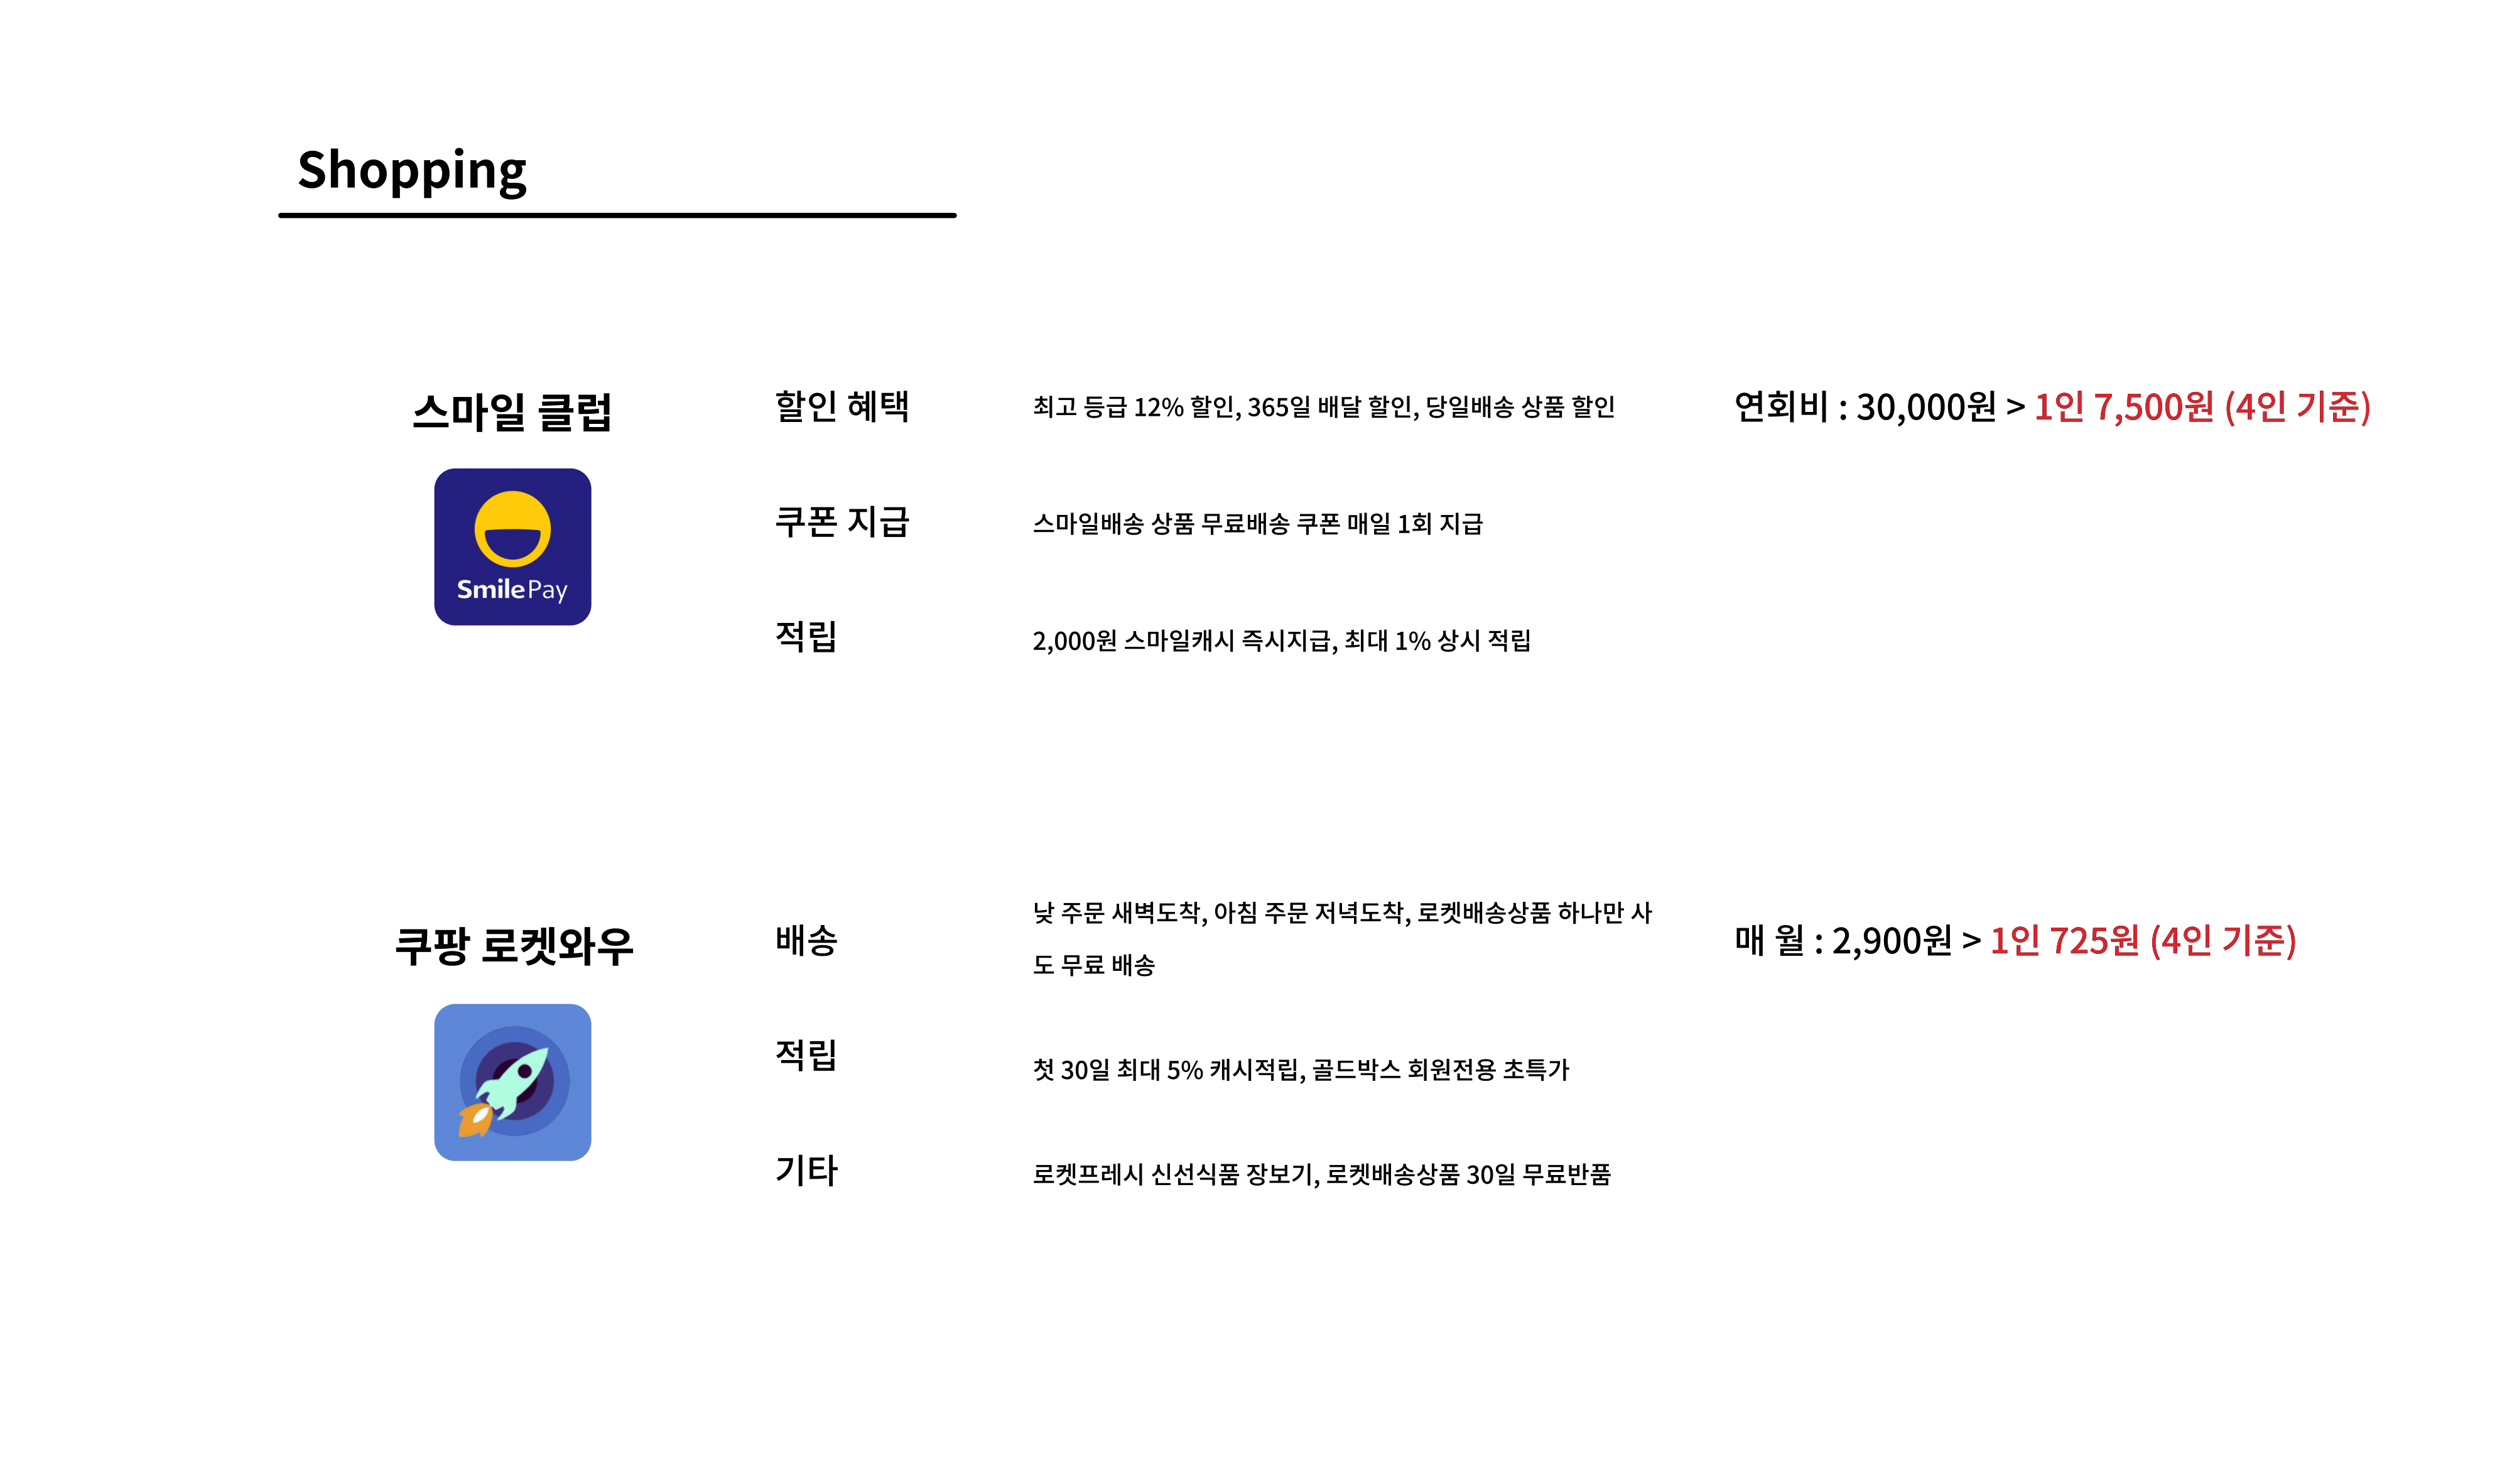 Shopping
스마일 클럽
SmilePay
할인 혜택
최고 등급 12% 할인, 365일 배달 할인, 당일배송 상품 할인
연회비 : 30,000원 > 1인 7,500원 (4인 기준)
쿠폰 지급
스마일배송 상품 무료배송 쿠폰 매일 1회 지급
적립
2,000원 스마일캐시 즉시지급, 최대 1% 상시 적립
쿠팡 로켓와우
배송
낮 주문 새벽도착, 아침 주문 저녁도착, 로켓배송상품 하나만 사
도 무료 배송
매 월 : 2,900원 > 1인 725원 (4인 기준)
적립
첫 30일 최대 5% 캐시적립, 골드박스 회원전용 초특가
기타
로켓프레시 신선식품 장보기, 로켓배송상품 30일 무료반품